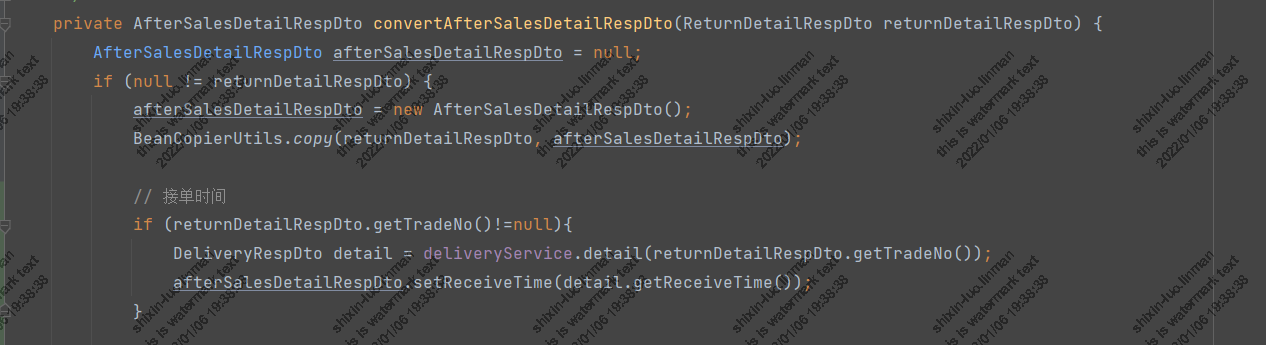 private AfterSalesDetailRespDto convertAfterSalesDetailRespDto(ReturnDetailRespDto returnDetailRespDto) {
AfterSalesDetailRespDto afterSalesDetailRespDto = null;
if (null != returnDetailRespDto) {
afterSalesDetailRespDto = new AfterSalesDetailRespDto();
BeanCopierUtils.copy(returnDetailRespDto, afterSalesDetailRespDto);
// 接单时间
if (returnDetailRespDto.getTradeNo()!=null){
DeliveryRespDto detail = deliveryService.detail(returnDetailRespDto.getTradeNo());
afterSalesDetailRespDto.setReceiveTime(detail.getReceiveTime());
}
shixin-luo.linman
this is watermark text
2022/01/06 19:38:38